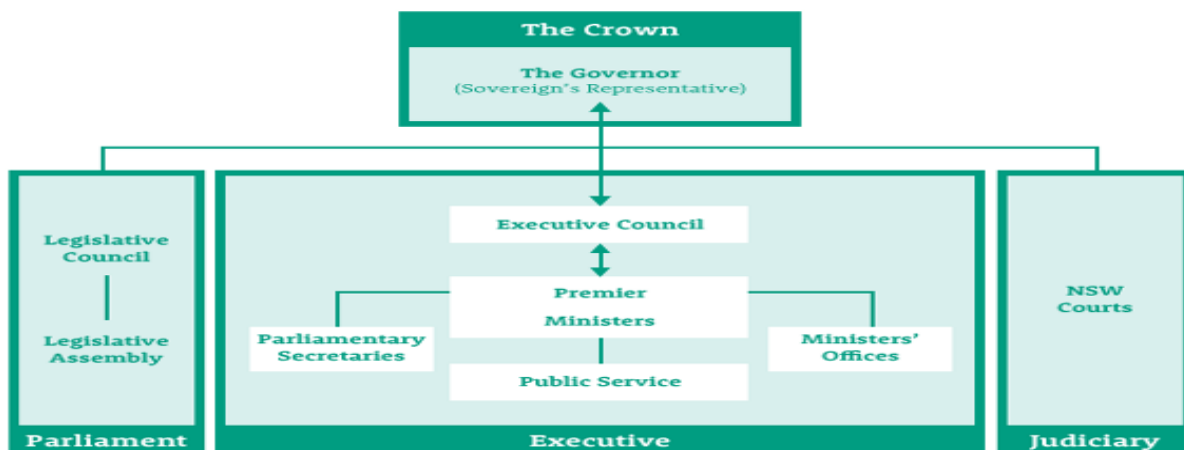 The Crown
The Governor
(Sovereign's Representative)
Legislative
Council
Legislative
Assembly
Parliament
Executive Council
Premier
Ministers
Parliamentary
Secretaries
Ministers'
Offices
Public Service
Executive
NSW
Courts
Judiciary